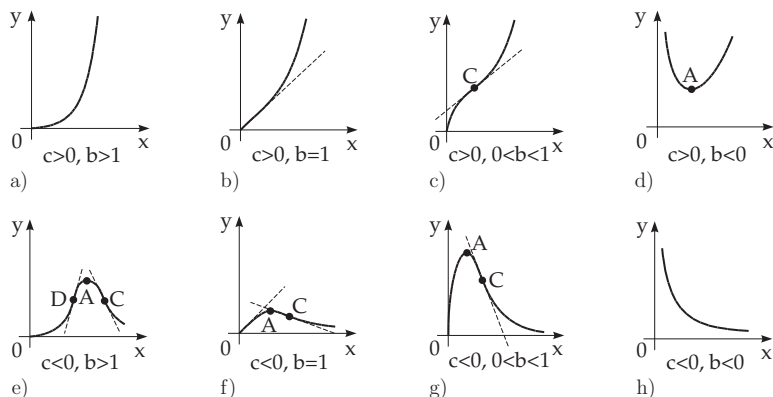 y y y y
C A
0 x 0 x 0 x 0 x
c>0, b>1 c>0, b=1 c>0, 0<b<1 c>0, b<0
a) b) c) d)
y y y y
A
D A C C C
A
0 x 0 x 0 x 0 x
c<0, b>1 c<0, b=1 c<0, 0<b<1 c<0, b<0
e) f) g) h)